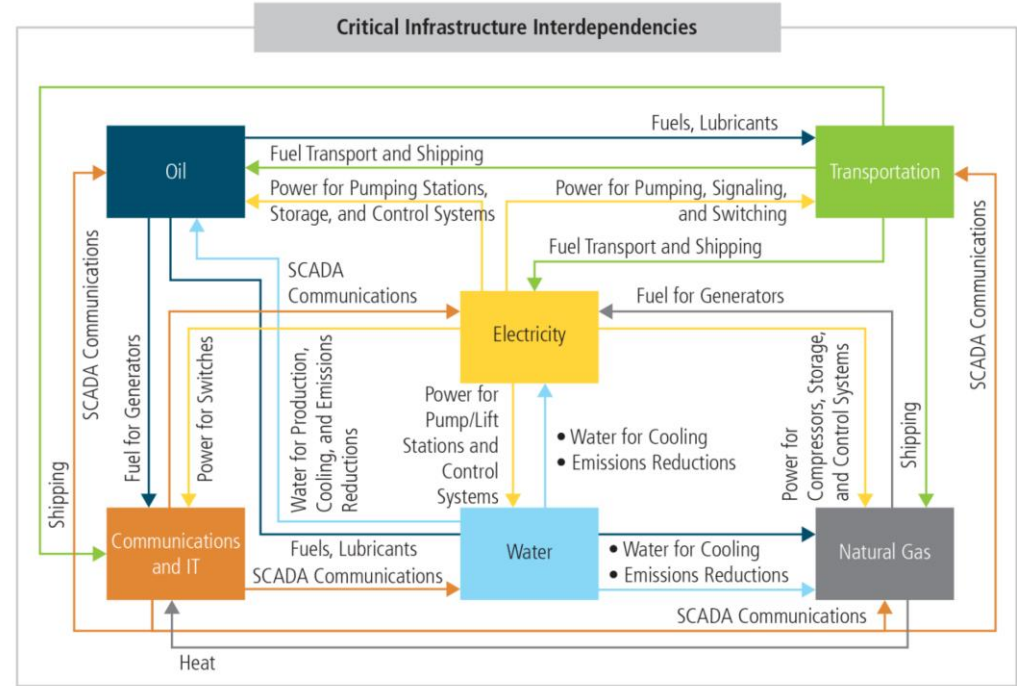 Critical Infrastructure Interdependencies
Fuels, Lubricants
Oil
Fuel Transport and Shipping
Transportation
Power for Pumping Stations,
Storage, and Control Systems
Power for Pumping, Signaling,
and Switching
Fuel Transport and Shipping
SCADA Communications
SCADA
Communications
Fuel for Generators
SCADA Communications
Electricity
Fuel for Generators
Power for Switches
Water for Production,
Cooling, and Emissions
Reductions
Power for
Pump/Lift
Stations and
Control
Systems
• Water for Cooling
• Emissions Reductions
Power for
Compressors, Storage,
and Control Systems
Shipping
Shipping
Communications
and IT
Fuels, Lubricants
SCADA Communications
Water
• Water for Cooling
• Emissions Reductions
Natural Gas
SCADA Communications
Heat